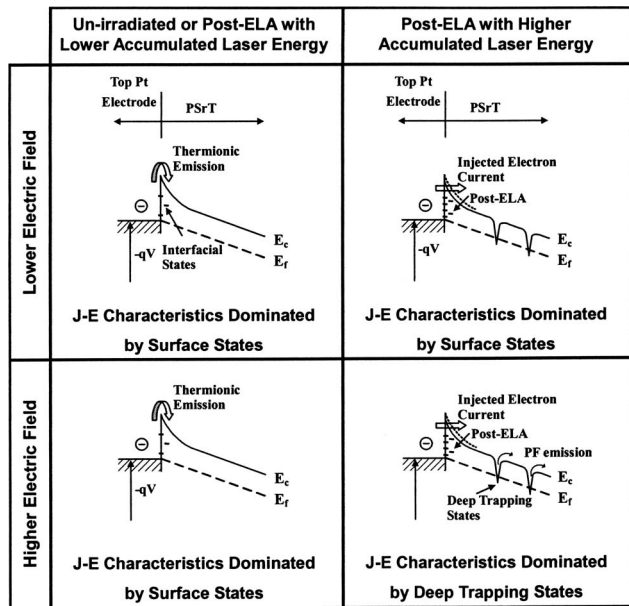 Un-irradiated or Post-ELA with
Lower Accumulated Laser Energy
Post-ELA with Higher
Accumulated Laser Energy
Lower Electric Field
Top Pt
Electrode
PSrT
Thermionic
Emission
Interfacial
States
-qV
Ec
Ef
J-E Characteristics Dominated
by Surface States
Top Pt
Electrode
PSrT
Injected Electron
Current
Post-ELA
-qV
Ec
Ef
J-E Characteristics Dominated
by Surface States
Higher Electric Field
Thermionic
Emission
-qV
Ec
Ef
J-E Characteristics Dominated
by Surface States
Injected Electron
Current
Post-ELA
PF emission
-qV
Deep Trapping
States
Ec
Ef
J-E Characteristics Dominated
by Deep Trapping States